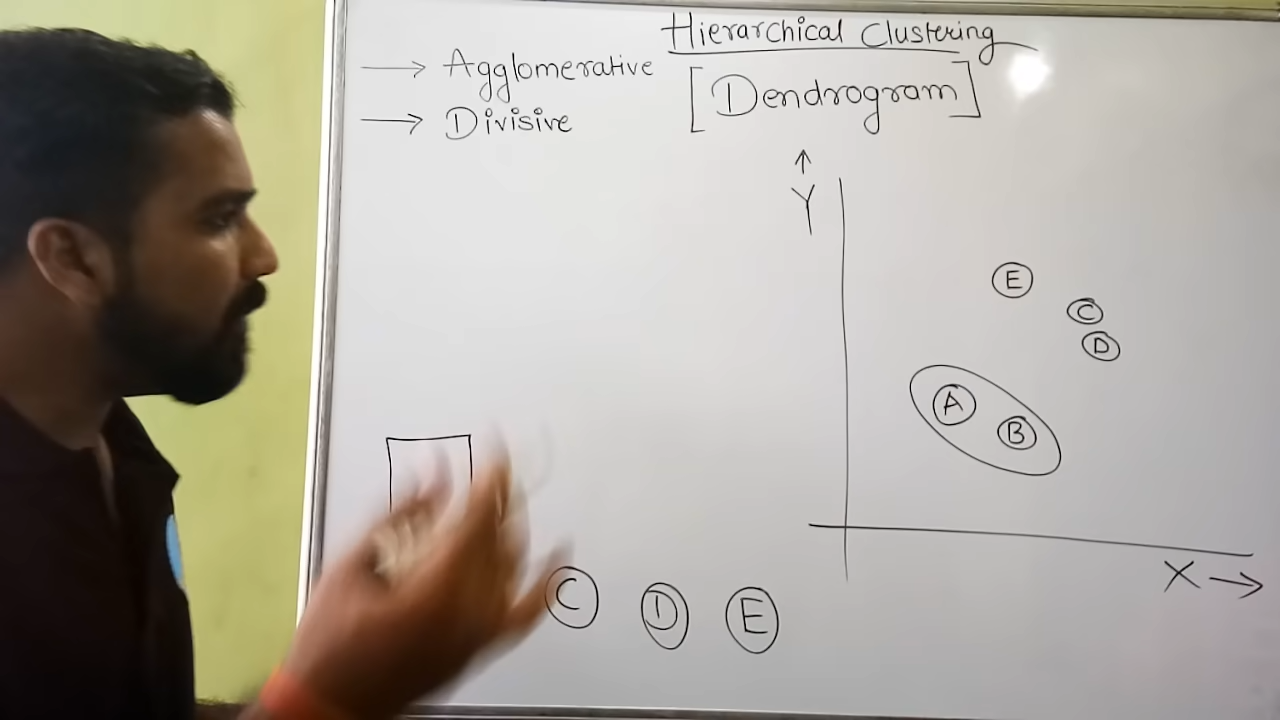 Hierarchical Clustering
→ Agglomerative
[Dendrogram]
→ Divisive
↑
Y
E
C
D
A
B
X →
C D E